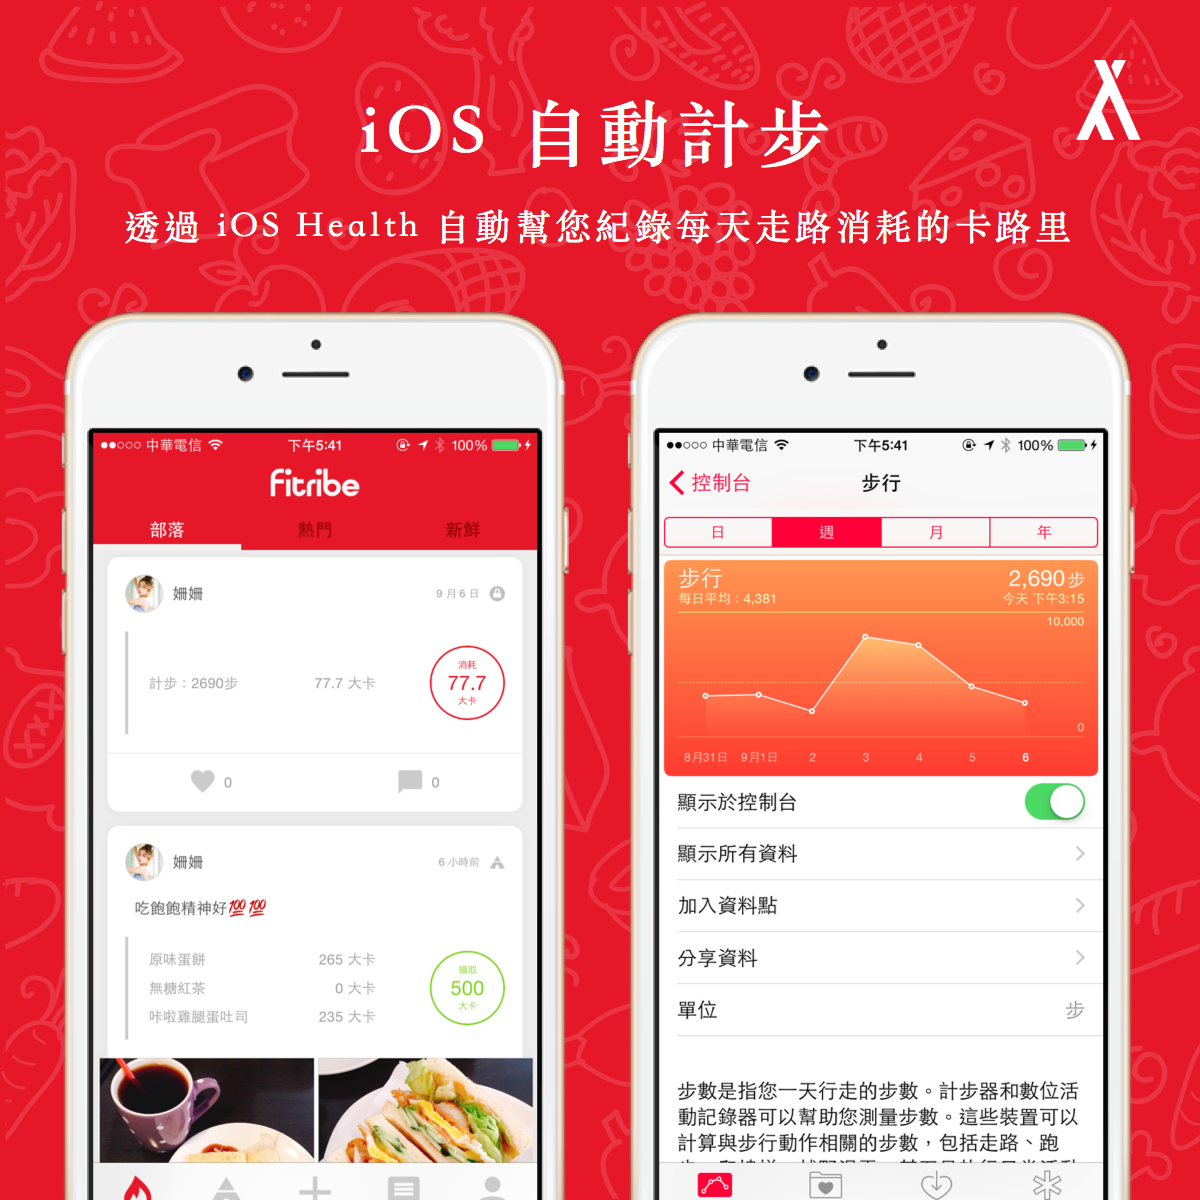 iOS 自動計步
透過 iOS Health 自動幫您紀錄每天走路消耗的卡路里
中華電信 下午5:41 100%
Fitribe
部落 熱門 新鮮
姍姍 9 月 6 日
計步：2690步 77.7 大卡
消耗
77.7
大卡
0 0
姍姍 6 小時前
吃飽飽精神好💯💯
原味蛋餅 265 大卡
無糖紅茶 0 大卡
咔啦雞腿蛋吐司 235 大卡
攝取
500
大卡
中華電信 下午5:41 100%
控制台 步行
日 週 月 年
步行 2,690 步
每日平均：4,381 今天 下午3:15
10,000
0
8月31日 9月1日 2 3 4 5 6
顯示於控制台
顯示所有資料
加入資料點
分享資料
單位 步
步數是指您一天行走的步數。計步器和數位活
動記錄器可以幫助您測量步數。這些裝置可以
計算與步行動作相關的步數，包括走路、跑